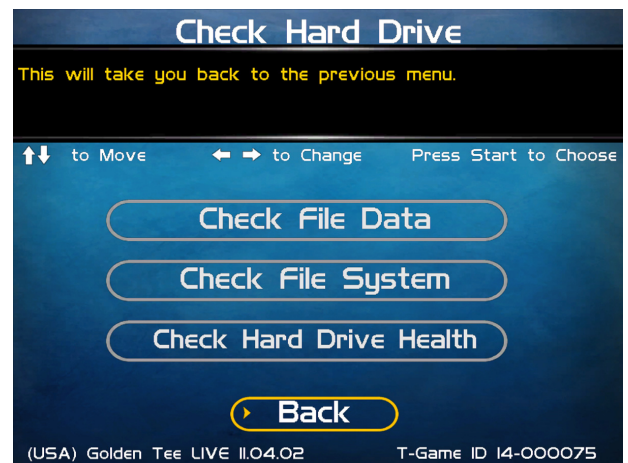 Check Hard Drive
This will take you back to the previous menu.
to Move to Change Press Start to Choose
Check File Data
Check File System
Check Hard Drive Health
Back
(USA) Golden Tee LIVE 11.04.02 T-Game ID 14-000075